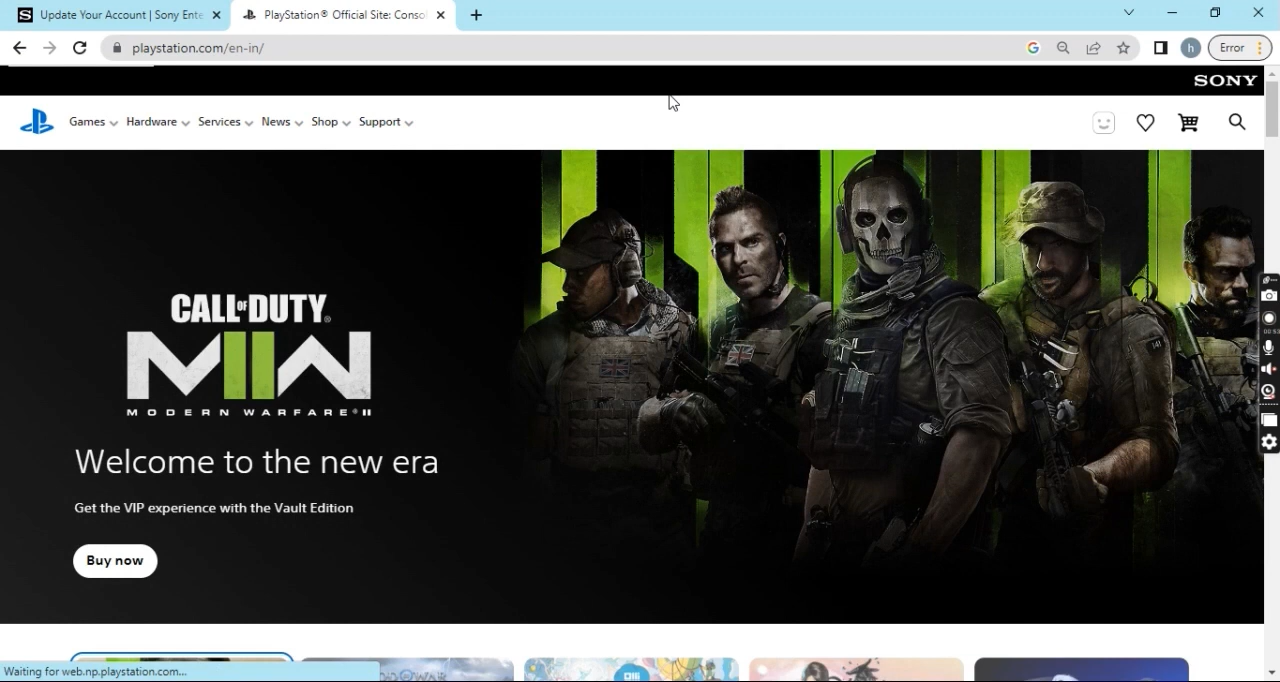 S Update Your Account | Sony Ente
PlayStation® Official Site: Conso
playstation.com/en-in/
h
Error
SONY
Games Hardware Services News Shop Support
CALL OF DUTY®
MIIW
MODERN WARFARE® II
141
Welcome to the new era
Get the VIP experience with the Vault Edition
Buy now
Waiting for web.np.playstation.com...